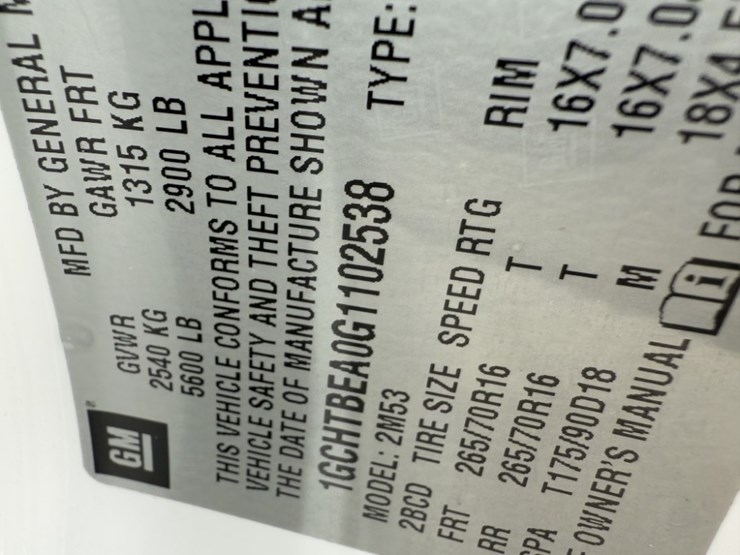 GM
MFD BY GENERAL
GVWR GAWR FRT
2540 KG 1315 KG
5600 LB 2900 LB
THIS VEHICLE CONFORMS TO ALL APPL
VEHICLE SAFETY AND THEFT PREVENTI
THE DATE OF MANUFACTURE SHOWN A
1GCHTBEA0G1102538 TYPE:
MODEL: 2M53
2BCD TIRE SIZE SPEED RTG RIM
FRT 265/70R16 T 16X7.0
RR 265/70R16 T 16X7.0
SPA T175/90D18 M 18X4.5
OWNER'S MANUAL i FOR